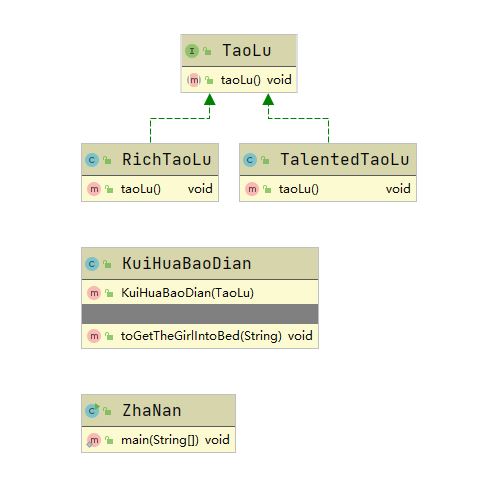 TaoLu
taoLu() void
RichTaoLu
taoLu() void
TalentedTaoLu
taoLu() void
KuiHuaBaoDian
KuiHuaBaoDian(TaoLu)
toGetTheGirlIntoBed(String) void
ZhaNan
main(String[]) void